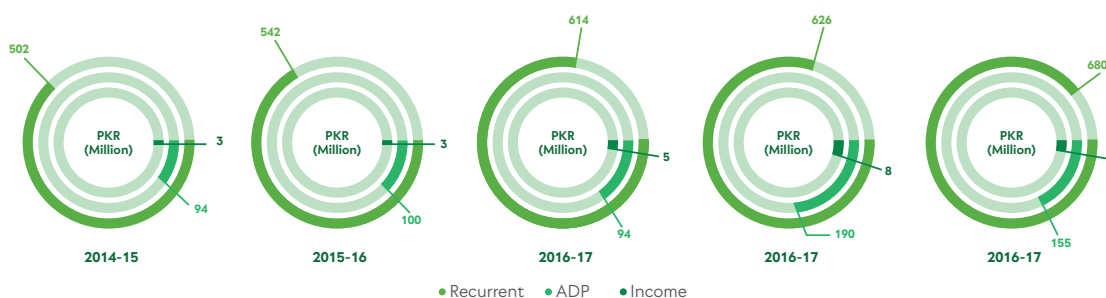 502
PKR
(Million)
3
94
2014-15
542
PKR
(Million)
3
100
2015-16
614
PKR
(Million)
5
94
2016-17
626
PKR
(Million)
8
190
2016-17
680
PKR
(Million)
155
2016-17
Recurrent ADP Income